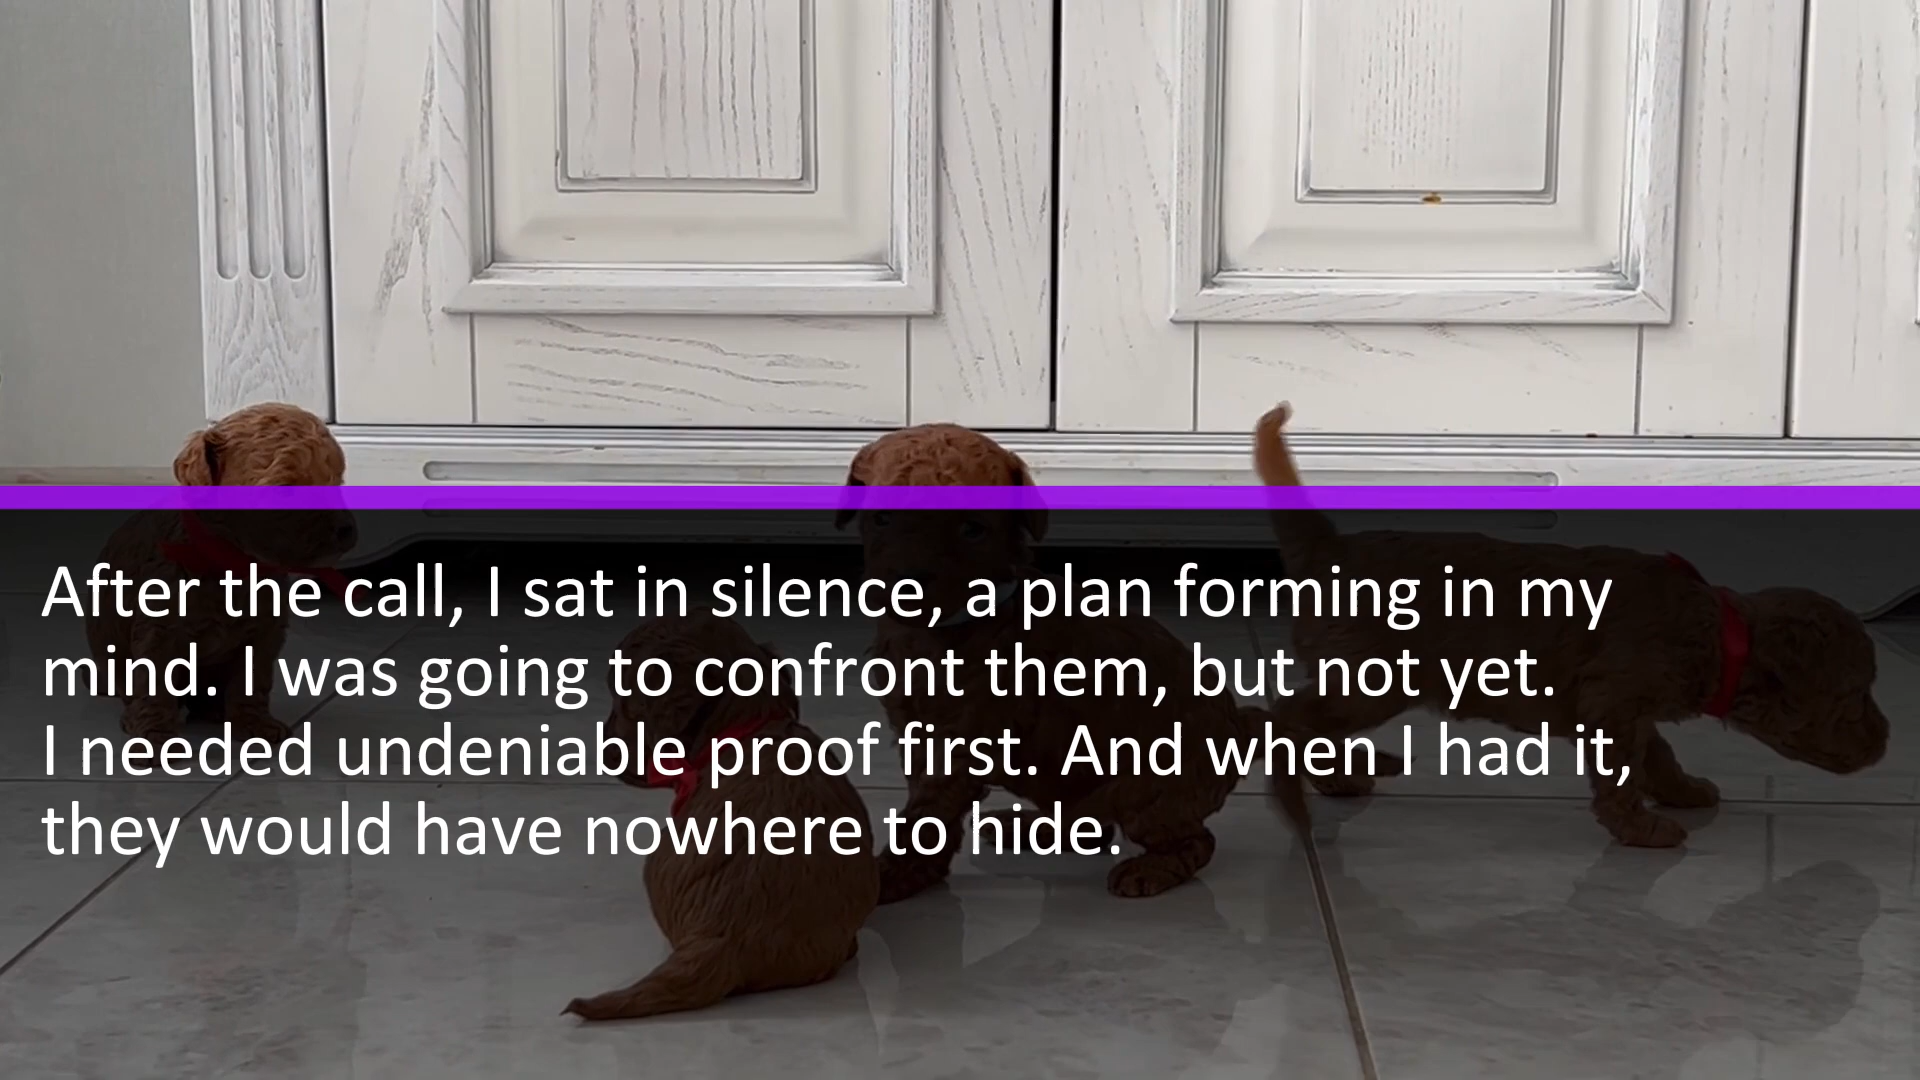 After the call, I sat in silence, a plan forming in my
mind. I was going to confront them, but not yet.
I needed undeniable proof first. And when I had it,
they would have nowhere to hide.